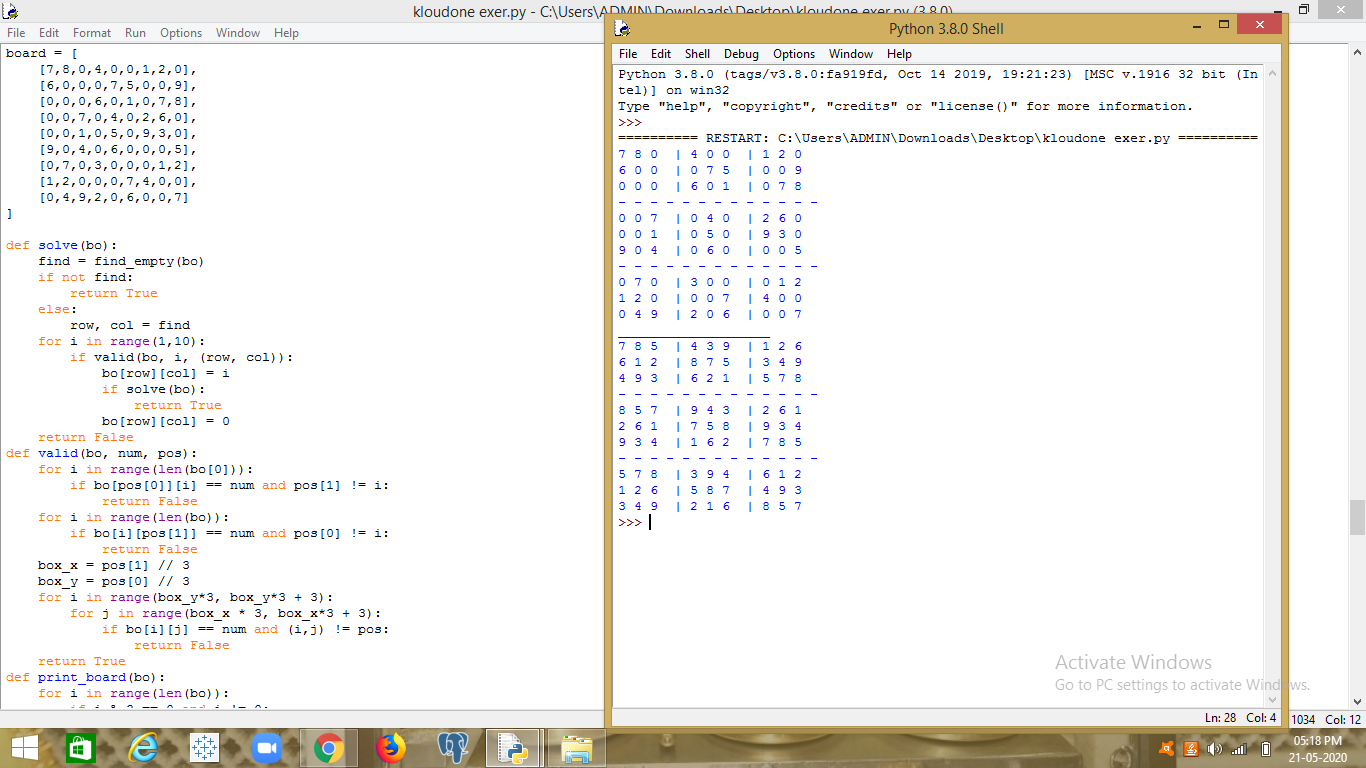 kloudone exer.py - C:\Users\ADMIN\Downloads\Desktop\kloudone exer.py (3.8.0)
File Edit Format Run Options Window Help
board = [
    [7,8,0,4,0,0,1,2,0],
    [6,0,0,0,7,5,0,0,9],
    [0,0,0,6,0,1,0,7,8],
    [0,0,7,0,4,0,2,6,0],
    [0,0,1,0,5,0,9,3,0],
    [9,0,4,0,6,0,0,0,5],
    [0,7,0,3,0,0,0,1,2],
    [1,2,0,0,0,7,4,0,0],
    [0,4,9,2,0,6,0,0,7]
]
def solve(bo):
    find = find_empty(bo)
    if not find:
        return True
    else:
        row, col = find
    for i in range(1,10):
        if valid(bo, i, (row, col)):
            bo[row][col] = i
            if solve(bo):
                return True
            bo[row][col] = 0
    return False
def valid(bo, num, pos):
    for i in range(len(bo[0])):
        if bo[pos[0]][i] == num and pos[1] != i:
            return False
    for i in range(len(bo)):
        if bo[i][pos[1]] == num and pos[0] != i:
            return False
    box_x = pos[1] // 3
    box_y = pos[0] // 3
    for i in range(box_y*3, box_y*3 + 3):
        for j in range(box_x * 3, box_x*3 + 3):
            if bo[i][j] == num and (i,j) != pos:
                return False
    return True
def print_board(bo):
    for i in range(len(bo)):
        if i % 3 == 0 and i != 0:
Python 3.8.0 Shell
File Edit Shell Debug Options Window Help
Python 3.8.0 (tags/v3.8.0:fa919fd, Oct 14 2019, 19:21:23) [MSC v.1916 32 bit (In
tel)] on win32
Type "help", "copyright", "credits" or "license()" for more information.
>>>
========== RESTART: C:\Users\ADMIN\Downloads\Desktop\kloudone exer.py ==========
7 8 0  | 4 0 0  | 1 2 0
6 0 0  | 0 7 5  | 0 0 9
0 0 0  | 6 0 1  | 0 7 8
- - - - - - - - - - - - -
0 0 7  | 0 4 0  | 2 6 0
0 0 1  | 0 5 0  | 9 3 0
9 0 4  | 0 6 0  | 0 0 5
- - - - - - - - - - - - -
0 7 0  | 3 0 0  | 0 1 2
1 2 0  | 0 0 7  | 4 0 0
0 4 9  | 2 0 6  | 0 0 7
___________________
7 8 5  | 4 3 9  | 1 2 6
6 1 2  | 8 7 5  | 3 4 9
4 9 3  | 6 2 1  | 5 7 8
- - - - - - - - - - - - -
8 5 7  | 9 4 3  | 2 6 1
2 6 1  | 7 5 8  | 9 3 4
9 3 4  | 1 6 2  | 7 8 5
- - - - - - - - - - - - -
5 7 8  | 3 9 4  | 6 1 2
1 2 6  | 5 8 7  | 4 9 3
3 4 9  | 2 1 6  | 8 5 7
>>>
Activate Windows
Go to PC settings to activate Windows.
Ln: 28 Col: 4
1034 Col: 12
05:18 PM
21-05-2020